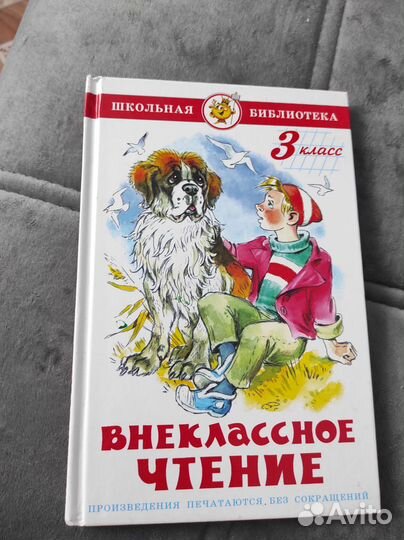 ШКОЛЬНАЯ БИБЛИОТЕКА
3 класс
ВНЕКЛАССНОЕ
ЧТЕНИЕ
ПРОИЗВЕДЕНИЯ ПЕЧАТАЮТСЯ, БЕЗ СОКРАЩЕНИЙ
Avito